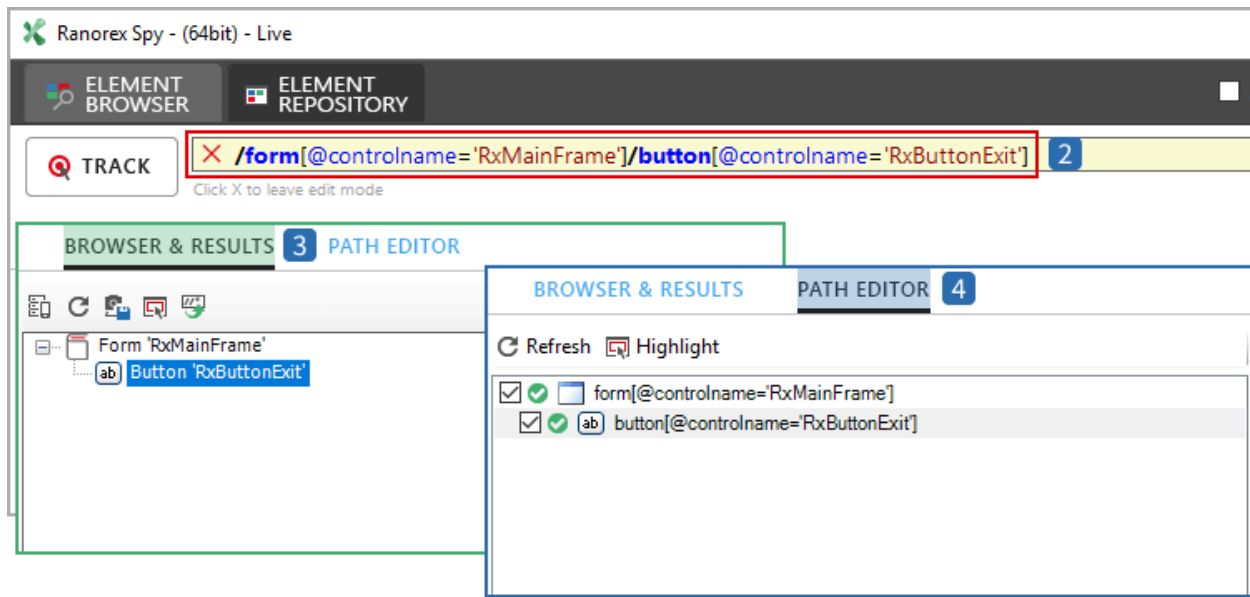 Ranorex Spy - (64bit) - Live
ELEMENT BROWSER
ELEMENT REPOSITORY
TRACK
/form[@controlname='RxMainFrame']/button[@controlname='RxButtonExit'] 2
Click X to leave edit mode
BROWSER & RESULTS 3 PATH EDITOR
Form 'RxMainFrame'
ab Button 'RxButtonExit'
BROWSER & RESULTS PATH EDITOR 4
Refresh Highlight
form[@controlname='RxMainFrame']
ab button[@controlname='RxButtonExit']